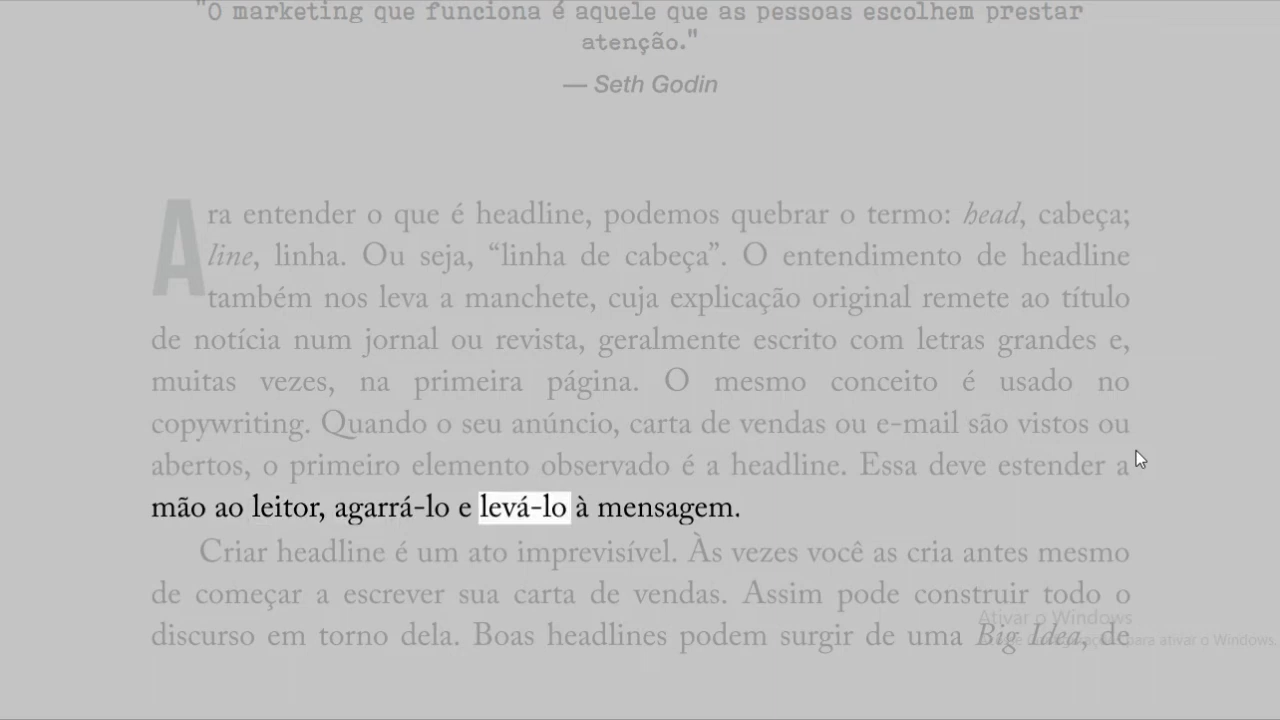 "O marketing que funciona é aquele que as pessoas escolhem prestar
atenção."
— Seth Godin
Ara entender o que é headline, podemos quebrar o termo: head, cabeça;
line, linha. Ou seja, “linha de cabeça”. O entendimento de headline
também nos leva a manchete, cuja explicação original remete ao título
de notícia num jornal ou revista, geralmente escrito com letras grandes e,
muitas vezes, na primeira página. O mesmo conceito é usado no
copywriting. Quando o seu anúncio, carta de vendas ou e-mail são vistos ou
abertos, o primeiro elemento observado é a headline. Essa deve estender a
mão ao leitor, agarrá-lo e levá-lo à mensagem.
Criar headline é um ato imprevisível. Às vezes você as cria antes mesmo
de começar a escrever sua carta de vendas. Assim pode construir todo o
discurso em torno dela. Boas headlines podem surgir de uma Big Idea, de
Ativar o Windows
para ativar o Windows.